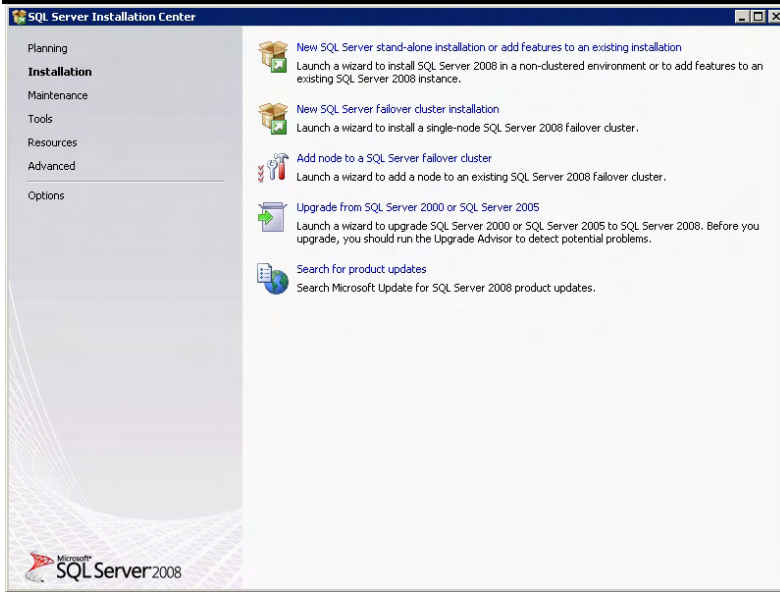 SQL Server Installation Center
Planning
Installation
Maintenance
Tools
Resources
Advanced
Options
New SQL Server stand-alone installation or add features to an existing installation
Launch a wizard to install SQL Server 2008 in a non-clustered environment or to add features to an
existing SQL Server 2008 instance.
New SQL Server failover cluster installation
Launch a wizard to install a single-node SQL Server 2008 failover cluster.
Add node to a SQL Server failover cluster
Launch a wizard to add a node to an existing SQL Server 2008 failover cluster.
Upgrade from SQL Server 2000 or SQL Server 2005
Launch a wizard to upgrade SQL Server 2000 or SQL Server 2005 to SQL Server 2008. Before you
upgrade, you should run the Upgrade Advisor to detect potential problems.
Search for product updates
Search Microsoft Update for SQL Server 2008 product updates.
Microsoft
SQL Server 2008